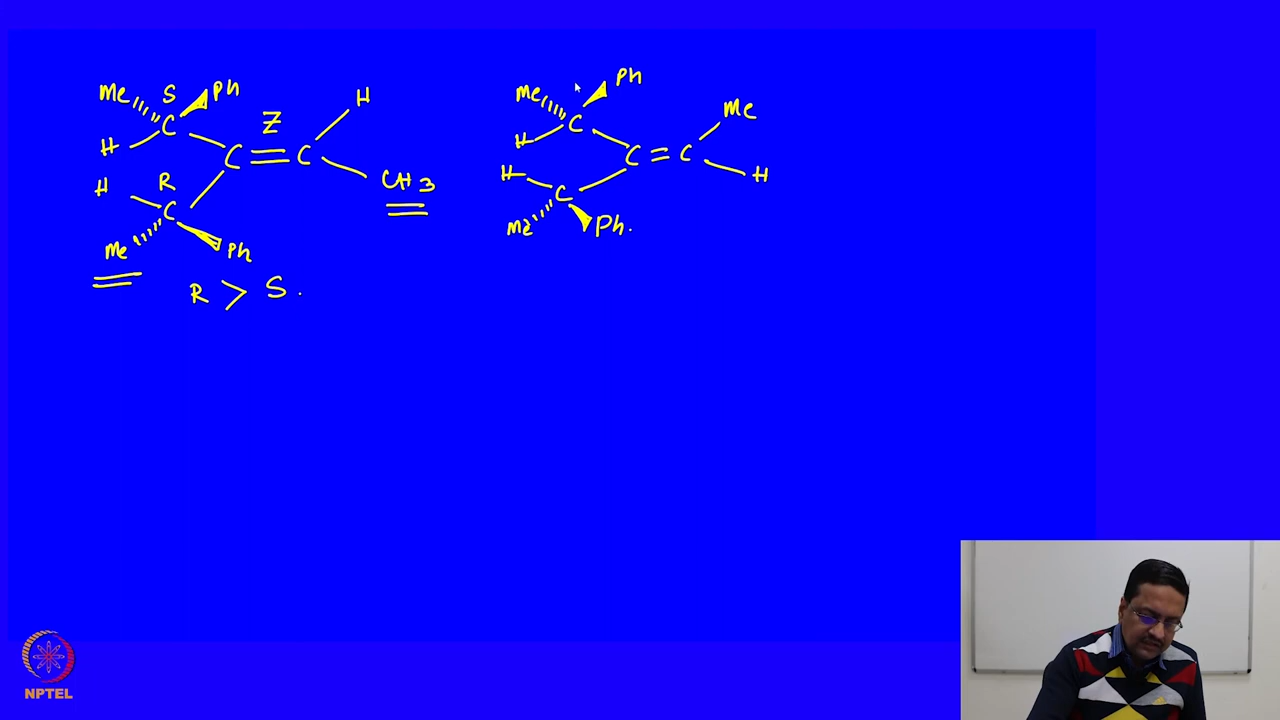 Me S Ph
H C
Z H
C = C
CH3
H R
C
Me Ph
R > S.
Me Ph
H C
Me
C = C
H C H
Me Ph.
NPTEL